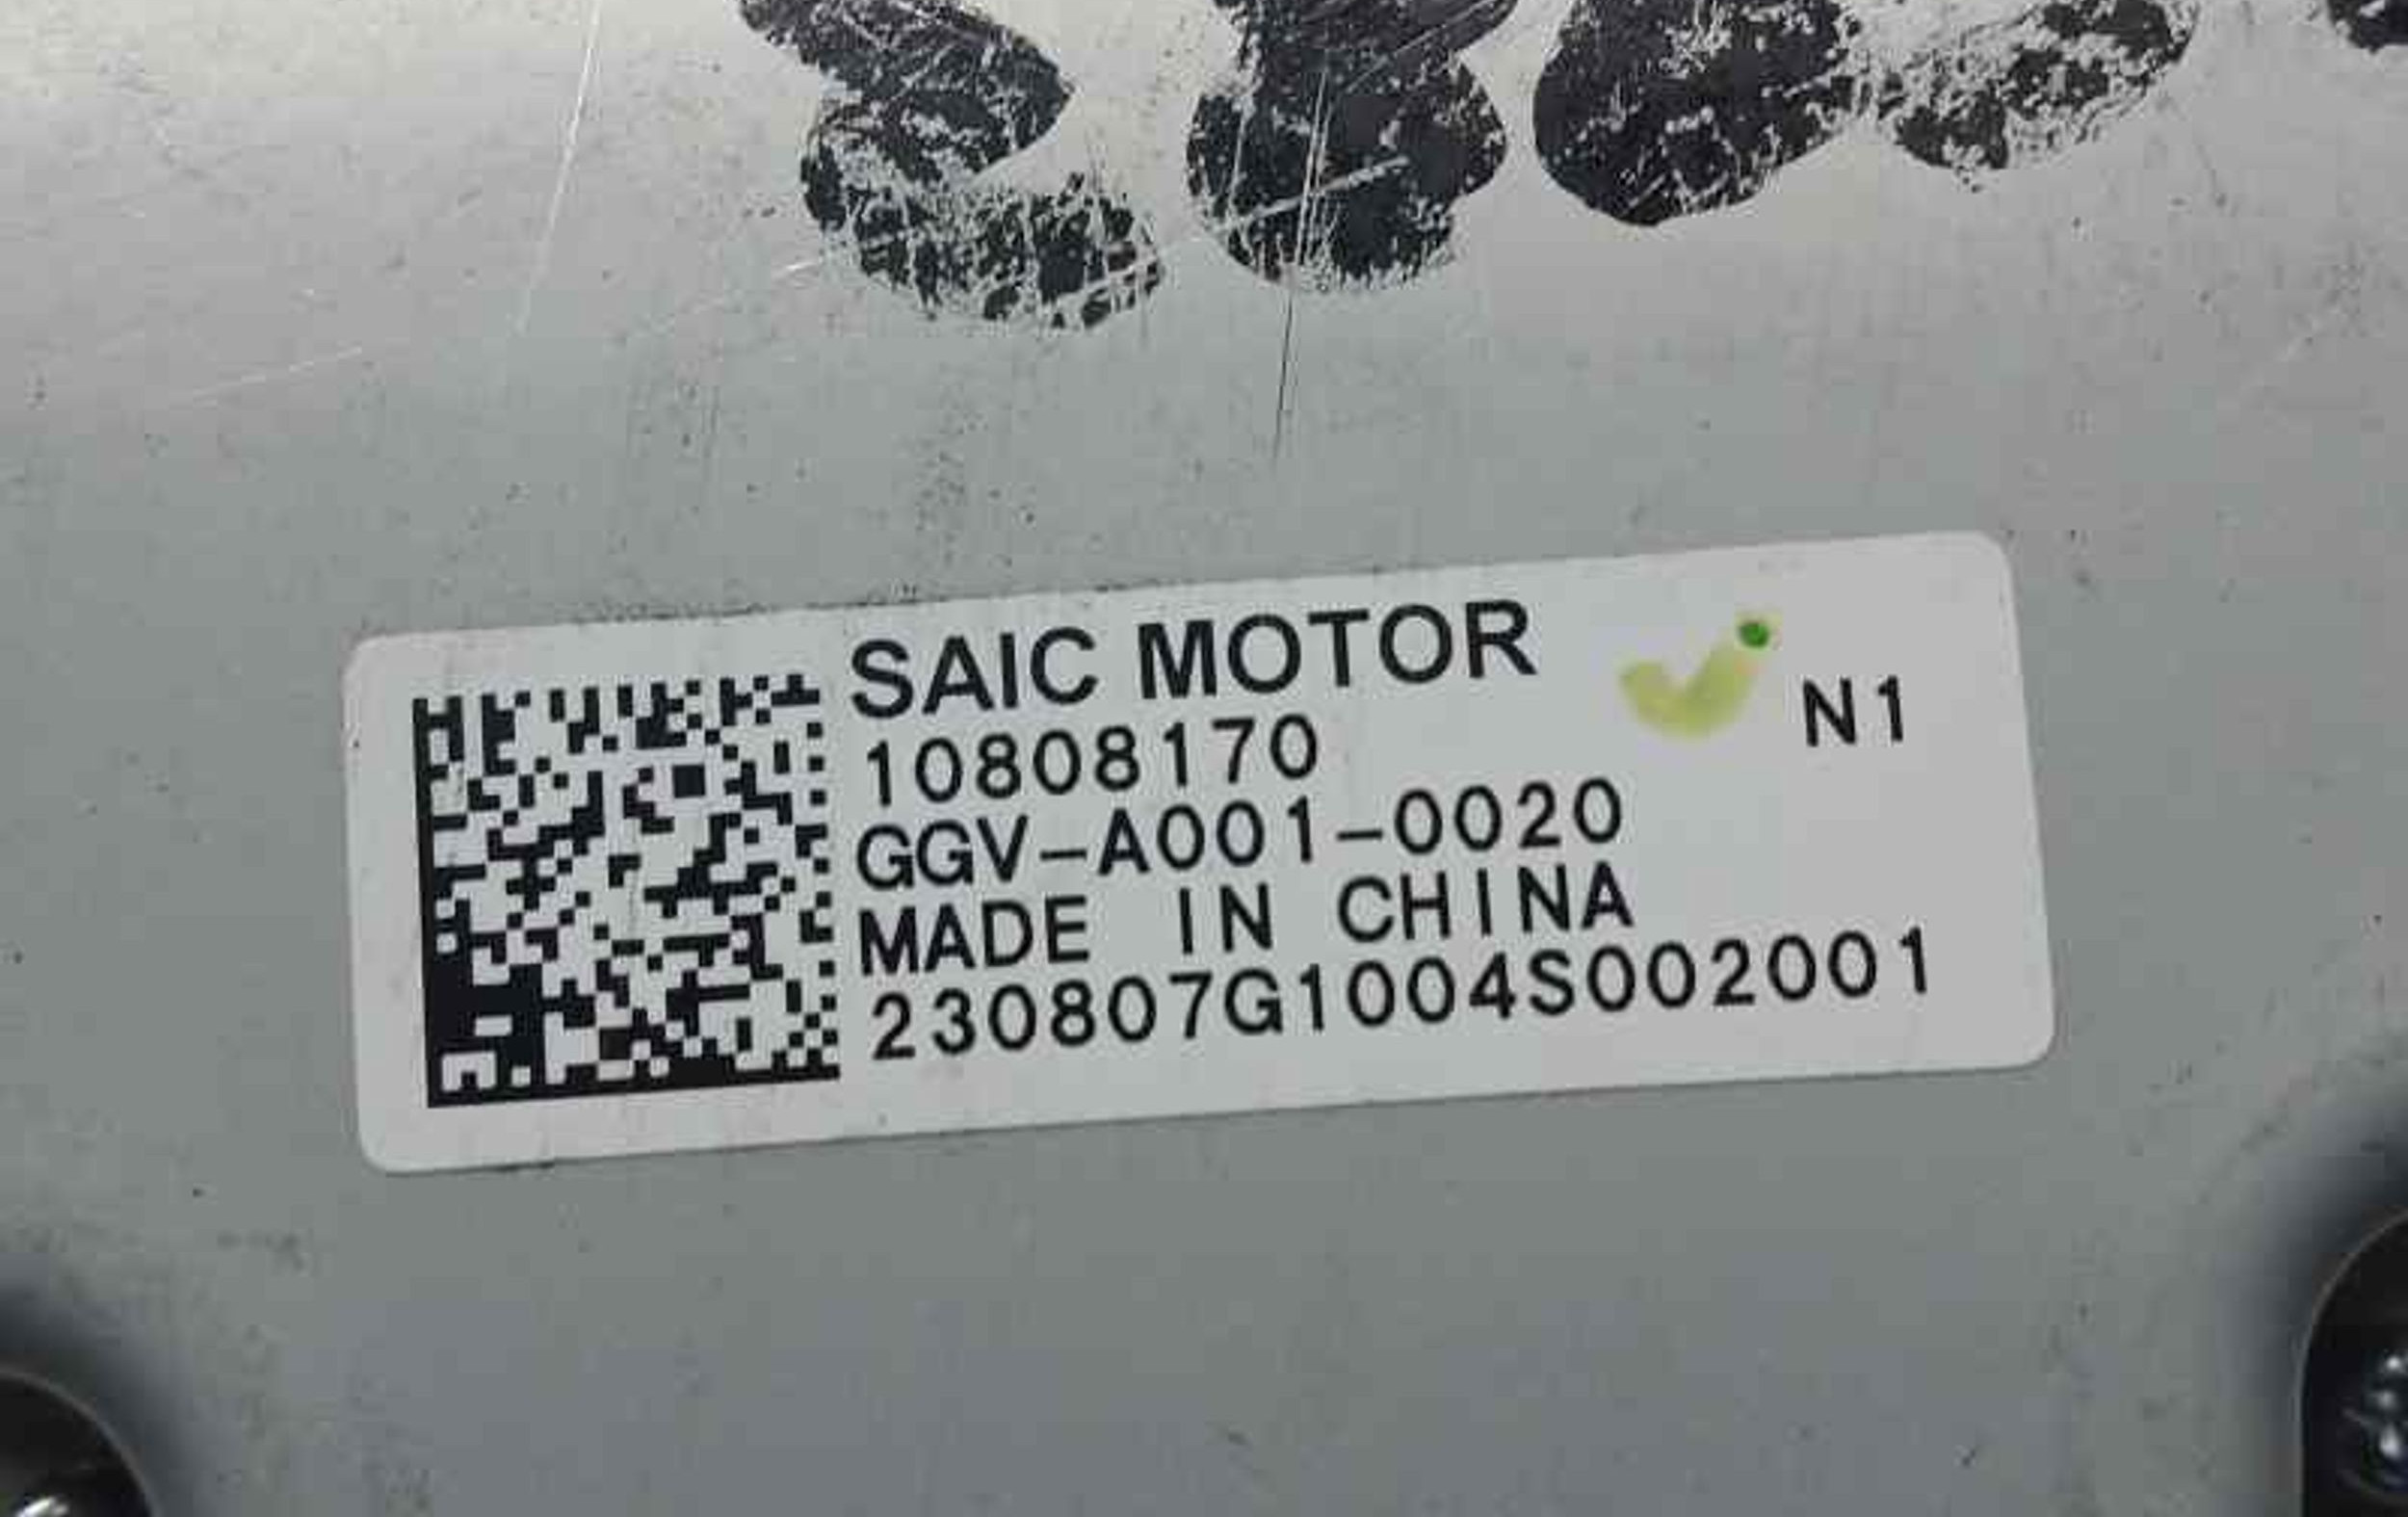 SAIC MOTOR
N1
10808170
GGV-A001-0020
MADE IN CHINA
230807G1004S002001